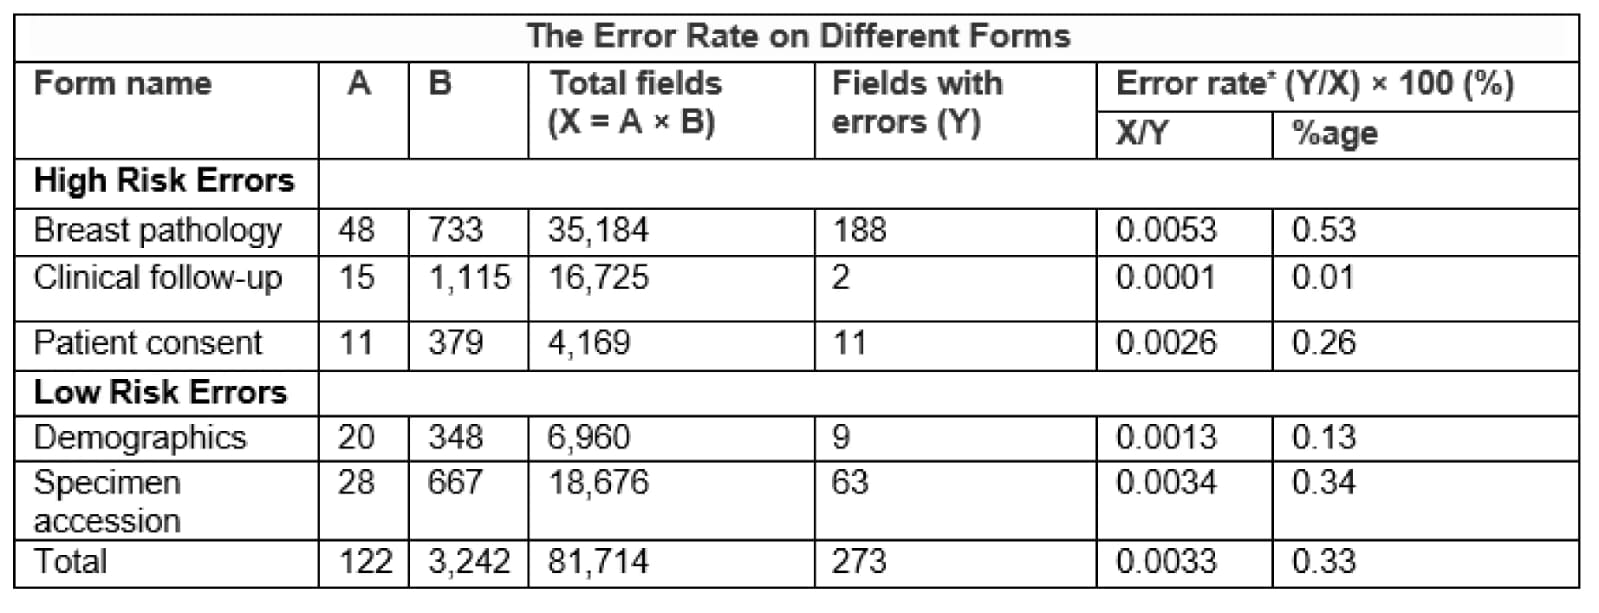 The Error Rate on Different Forms
Form name A B Total fields (X = A × B) Fields with errors (Y) Error rate* (Y/X) × 100 (%)
X/Y %age
High Risk Errors
Breast pathology 48 733 35,184 188 0.0053 0.53
Clinical follow-up 15 1,115 16,725 2 0.0001 0.01
Patient consent 11 379 4,169 11 0.0026 0.26
Low Risk Errors
Demographics 20 348 6,960 9 0.0013 0.13
Specimen accession 28 667 18,676 63 0.0034 0.34
Total 122 3,242 81,714 273 0.0033 0.33